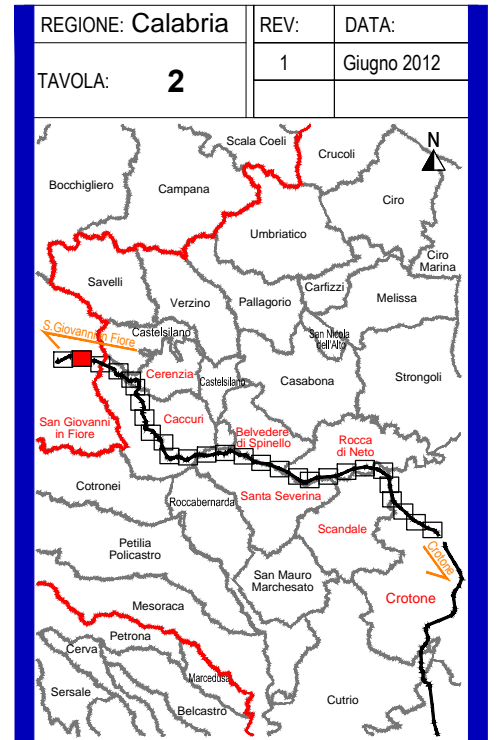 REGIONE: Calabria
REV:
DATA:
1
Giugno 2012
TAVOLA:
2
Scala Coeli
Crucoli
N
Bocchigliero
Campana
Ciro
Umbriatico
Ciro
Marina
Savelli
Verzino
Pallagorio
Carfizzi
Melissa
S.Giovanni in Fiore
Castelsilano
San Nicola
dell'Alto
Cerenzia
Castelsilano
Casabona
Strongoli
San Giovanni
in Fiore
Caccuri
Belvedere
di Spinello
Rocca
di Neto
Cotronei
Roccabernarda
Santa Severina
Scandale
Petilia
Policastro
Crotone
San Mauro
Marchesato
Mesoraca
Crotone
Petrona
Cerva
Marcedusa
Sersale
Belcastro
Cutrio